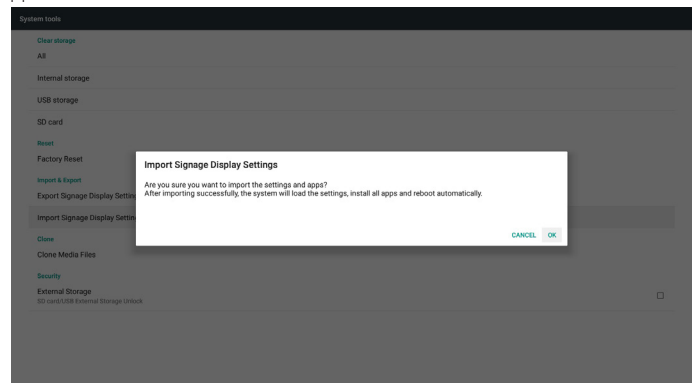 System tools
Clear storage
All
Internal storage
USB storage
SD card
Reset
Factory Reset
Import & Export
Export Signage Display Setting
Import Signage Display Setting
Clone
Clone Media Files
Security
External Storage
SD card/USB External Storage Unlock
Import Signage Display Settings
Are you sure you want to import the settings and apps?
After importing successfully, the system will load the settings, install all apps and reboot automatically.
CANCEL OK